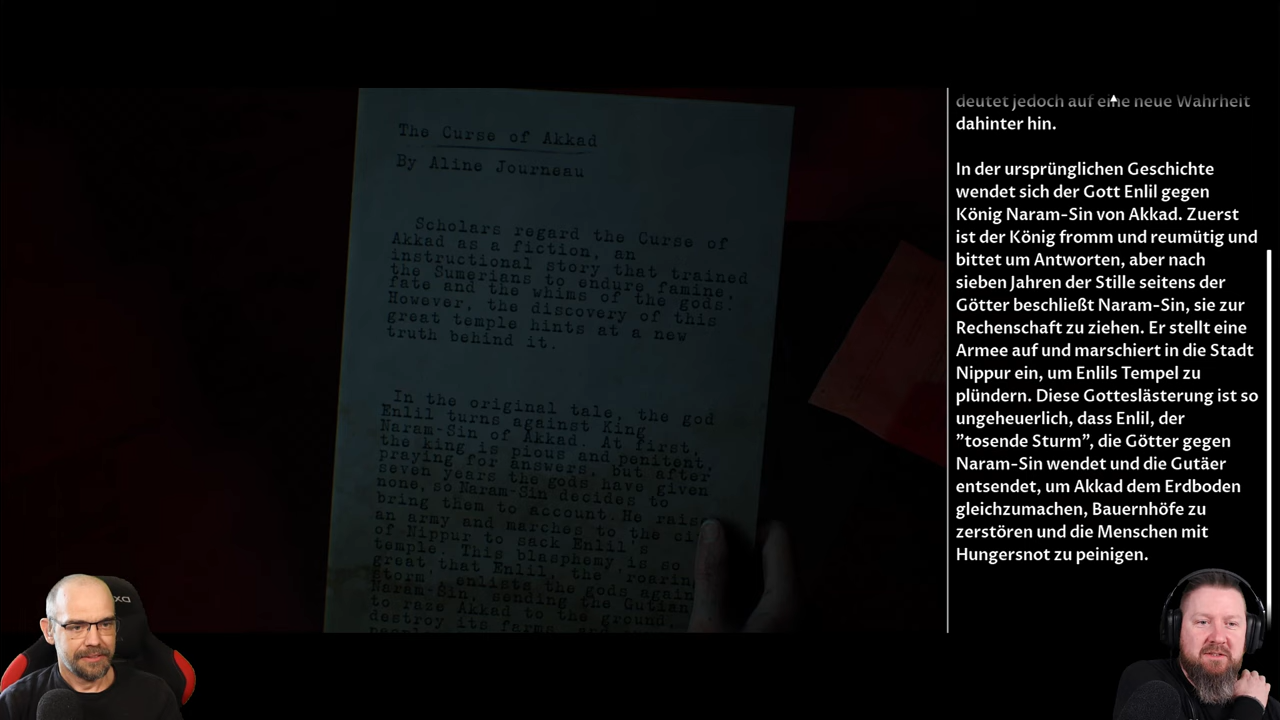 The Curse of Akkad
By Aline Journeau
Scholars regard the Curse of
Akkad as a fiction, an
instructional story that trained
the Sumerians to endure famine,
fate and the whims of the gods.
However, the discovery of this
great temple hints at a new
truth behind it.
In the original tale, the god
Enlil turns against King
Naram-Sin of Akkad. At first,
the king is pious and penitent,
praying for answers, but after
seven years the gods have given
none, so Naram-Sin decides to
bring them to account. He
an army and marches to the
of Nippur to sack Enlil's
temple. This blasphemy is so
great that Enlil, the 'roaring
storm' enlists the gods
Naram-Sin, sending the Gutian
to raze Akkad to the ground,
destroy its farms, and
deutet jedoch auf eine neue Wahrheit
dahinter hin.
In der ursprünglichen Geschichte
wendet sich der Gott Enlil gegen
König Naram-Sin von Akkad. Zuerst
ist der König fromm und reumütig und
bittet um Antworten, aber nach
sieben Jahren der Stille seitens der
Götter beschließt Naram-Sin, sie zur
Rechenschaft zu ziehen. Er stellt eine
Armee auf und marschiert in die Stadt
Nippur ein, um Enlils Tempel zu
plündern. Diese Gotteslästerung ist so
ungeheuerlich, dass Enlil, der
"tosende Sturm", die Götter gegen
Naram-Sin wendet und die Gutäer
entsendet, um Akkad dem Erdboden
gleichzumachen, Bauernhöfe zu
zerstören und die Menschen mit
Hungersnot zu peinigen.